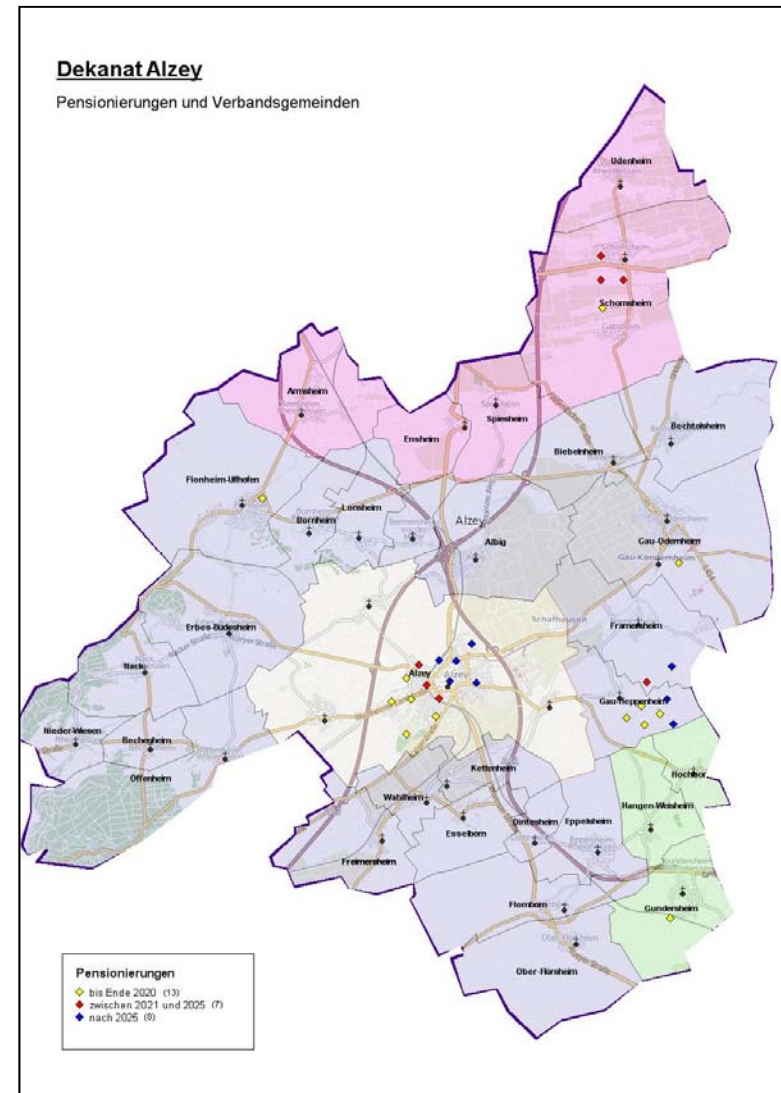 Dekanat Alzey
Pensionierungen und Verbandsgemeinden
Udenheim
Schornsheim
Gabsheim
Armsheim
Spiesheim
Ensheim
Bechtolsheim
Biebelnheim
Flonheim-Uffhofen
Lonsheim
Bornheim
Alzey
Albig
Gau-Odernheim
Gau-Köngernheim
Schafhausen
Framersheim
Erbes-Büdesheim
Nack
Alzey
Alzey
Gau-Heppenheim
Nieder-Wiesen
Bechenheim
Offenheim
Kettenheim
Hochbor
Wahlheim
Hangen-Weisheim
Esselborn
Dintesheim
Eppelsheim
Freimersheim
Flomborn
Gundersheim
Ober-Flörsheim
Pensionierungen
bis Ende 2020 (13)
zwischen 2021 und 2025 (7)
nach 2025 (8)